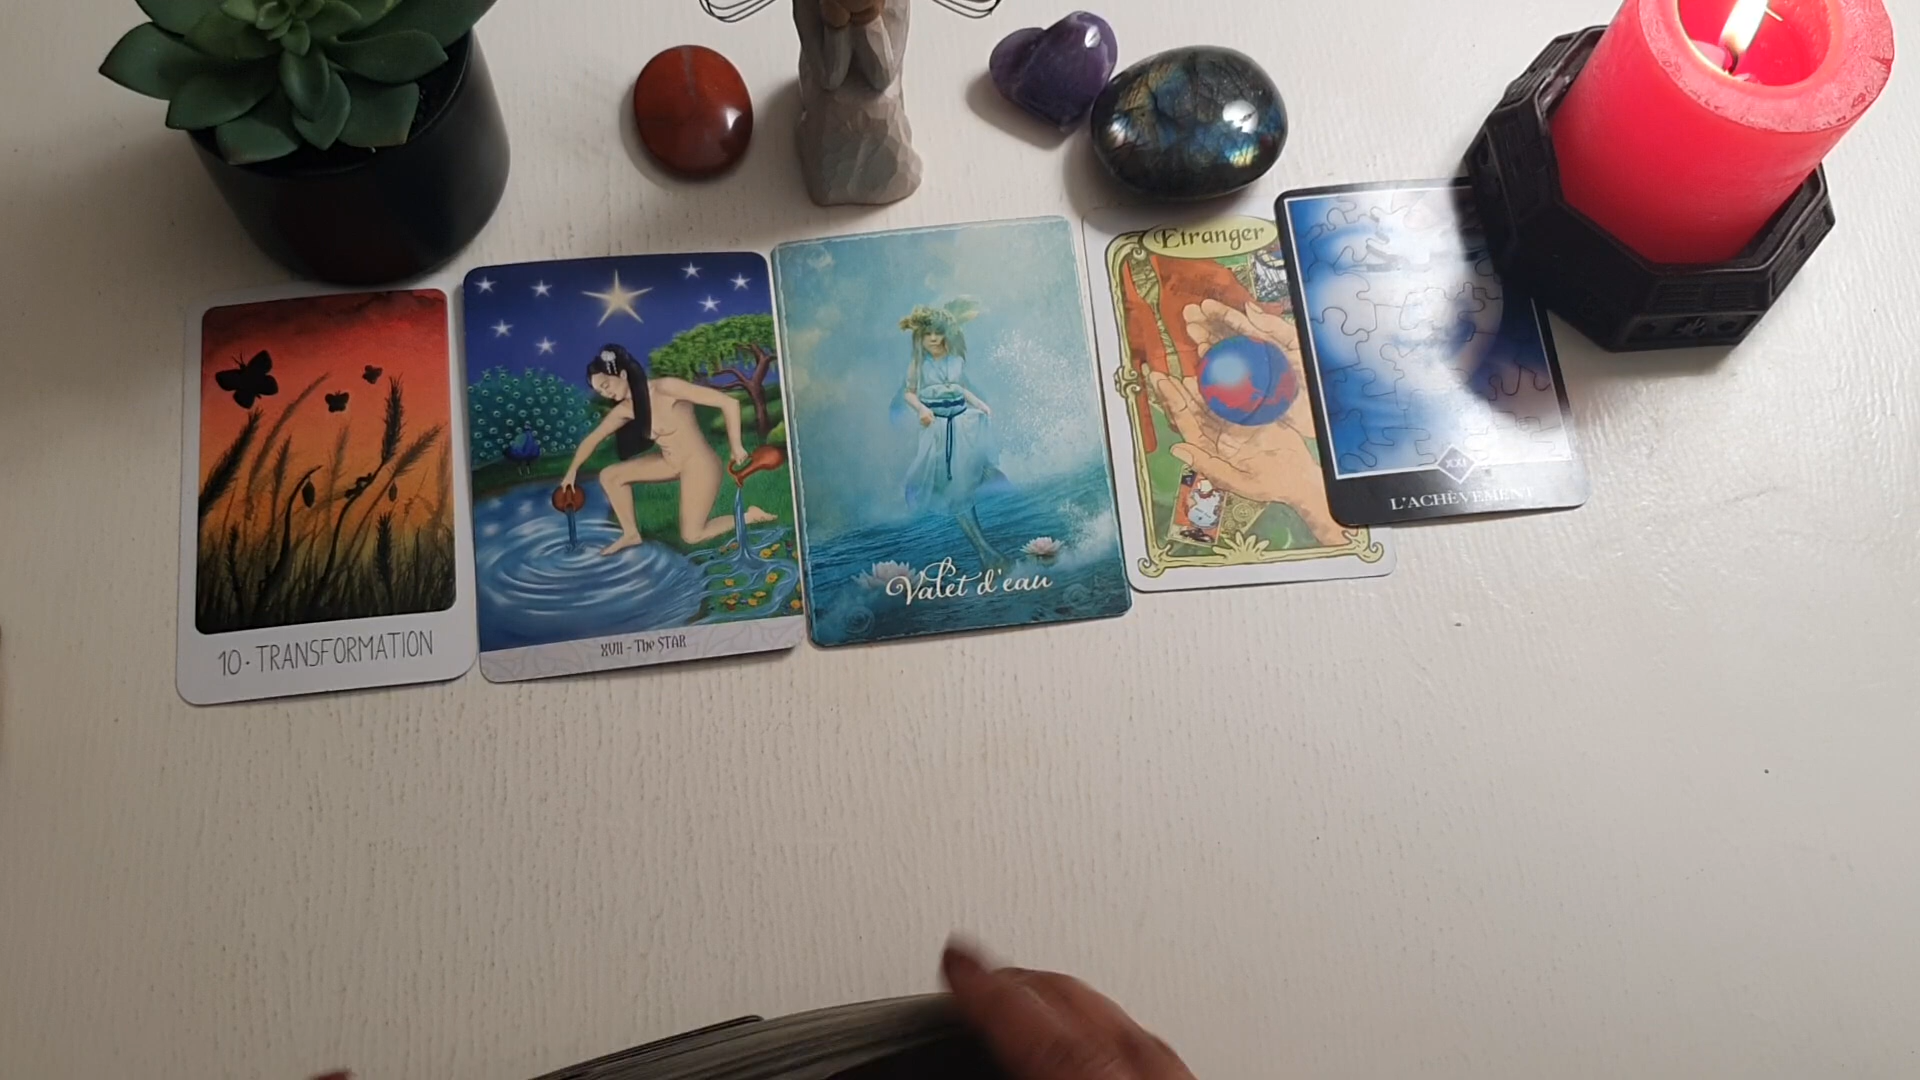 10 • TRANSFORMATION
XVII - The STAR
Valet d'eau
Etranger
XXI
L'ACHÈVEMENT